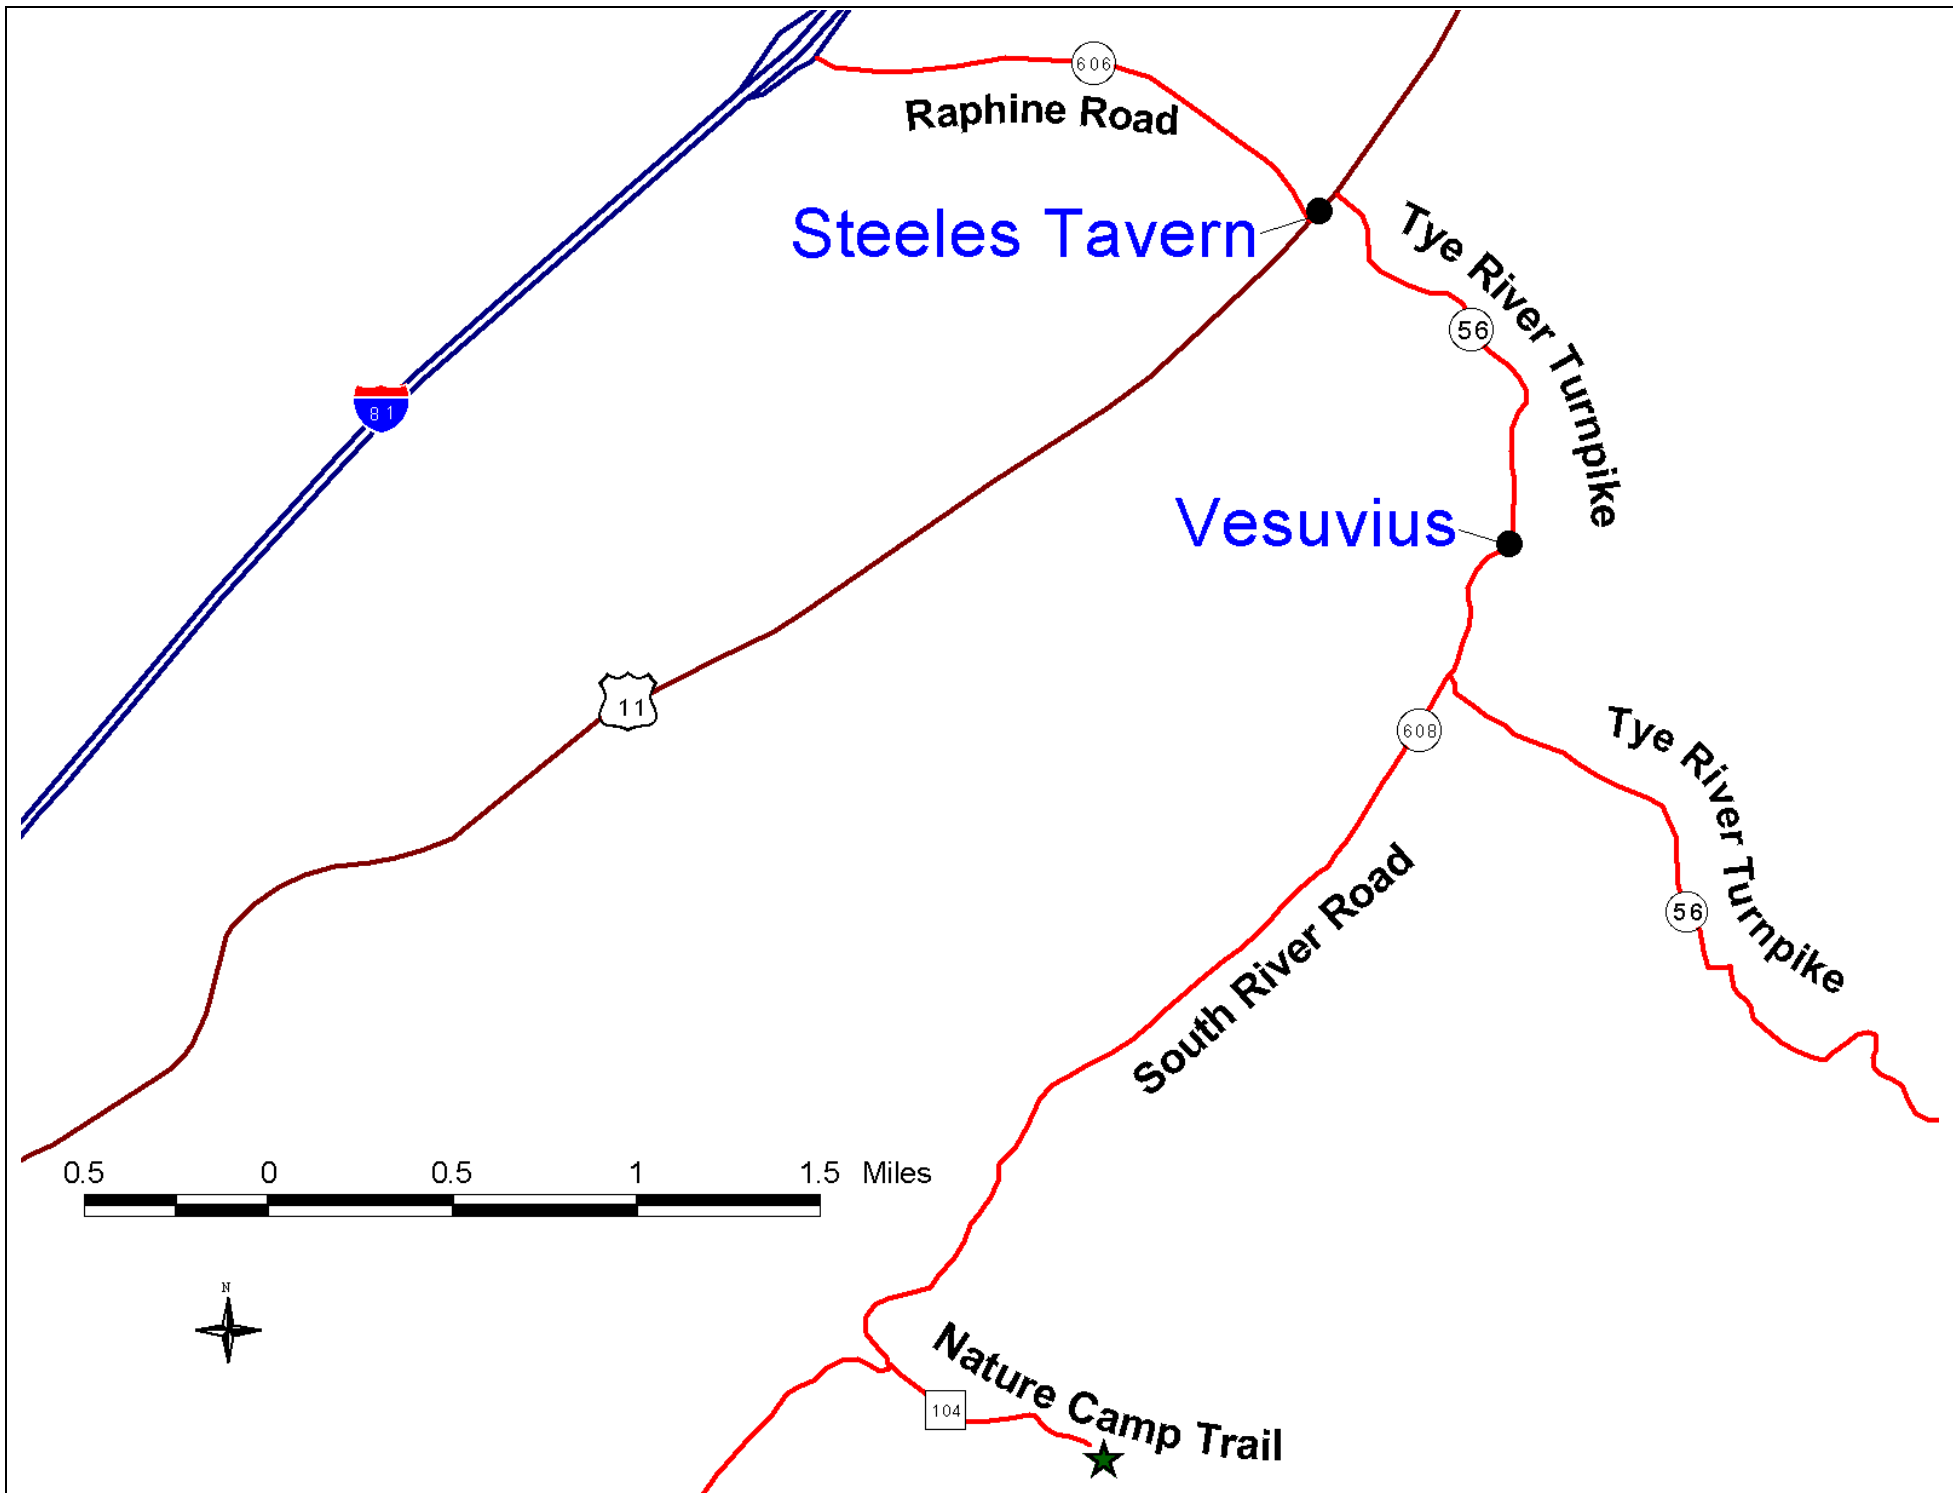 606
Raphine Road
Steeles Tavern
Tye River Turnpike
56
81
Vesuvius
11
608
Tye River Turnpike
56
South River Road
0.5 0 0.5 1 1.5 Miles
N
Nature Camp Trail
104